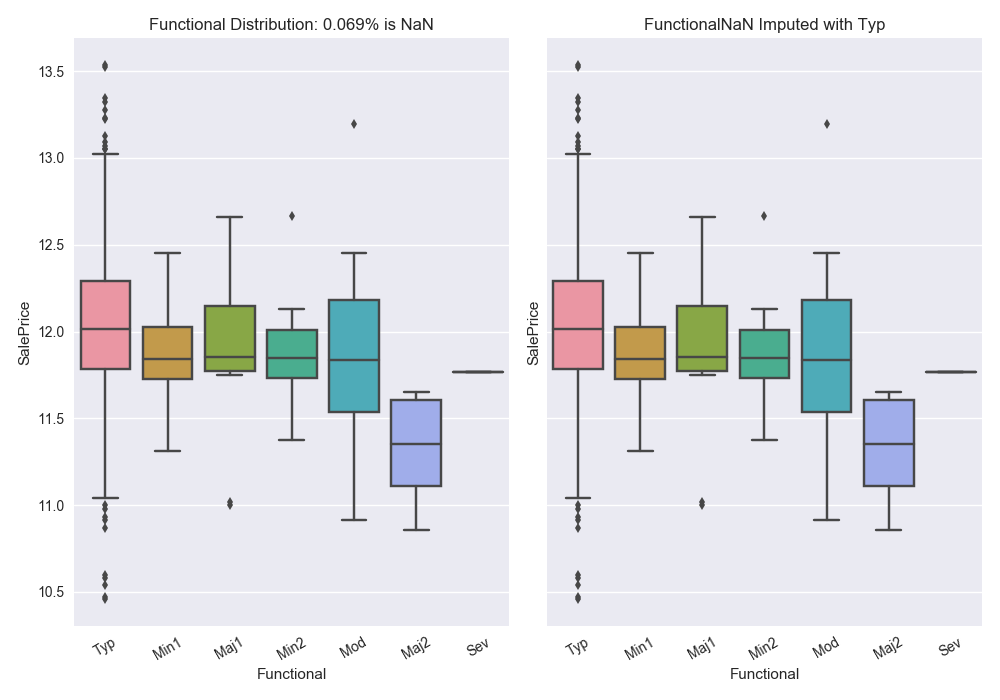 Functional Distribution: 0.069% is NaN
FunctionalNaN Imputed with Typ
13.5
13.0
12.5
12.0
11.5
11.0
10.5
SalePrice
SalePrice
Typ Min1 Maj1 Min2 Mod Maj2 Sev
Typ Min1 Maj1 Min2 Mod Maj2 Sev
Functional
Functional